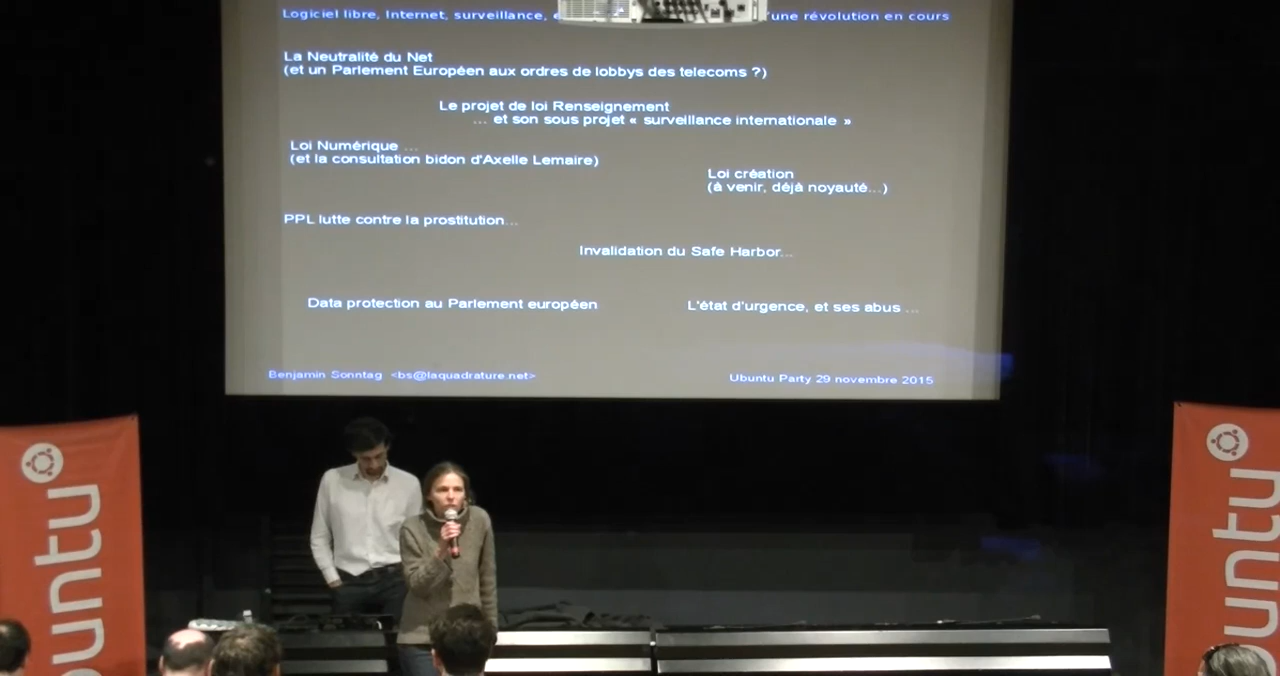 Logiciel libre, Internet, surveillance, 'une révolution en cours
La Neutralité du Net
(et un Parlement Européen aux ordres de lobbys des telecoms ?)
Le projet de loi Renseignement
... et son sous projet « surveillance internationale »
Loi Numérique ...
(et la consultation bidon d'Axelle Lemaire)
Loi création
(à venir, déjà noyauté...)
PPL lutte contre la prostitution...
Invalidation du Safe Harbor...
Data protection au Parlement européen
L'état d'urgence, et ses abus ...
Benjamin Sonntag <bs@laquadrature.net>
Ubuntu Party 29 novembre 2015
buntu
buntu